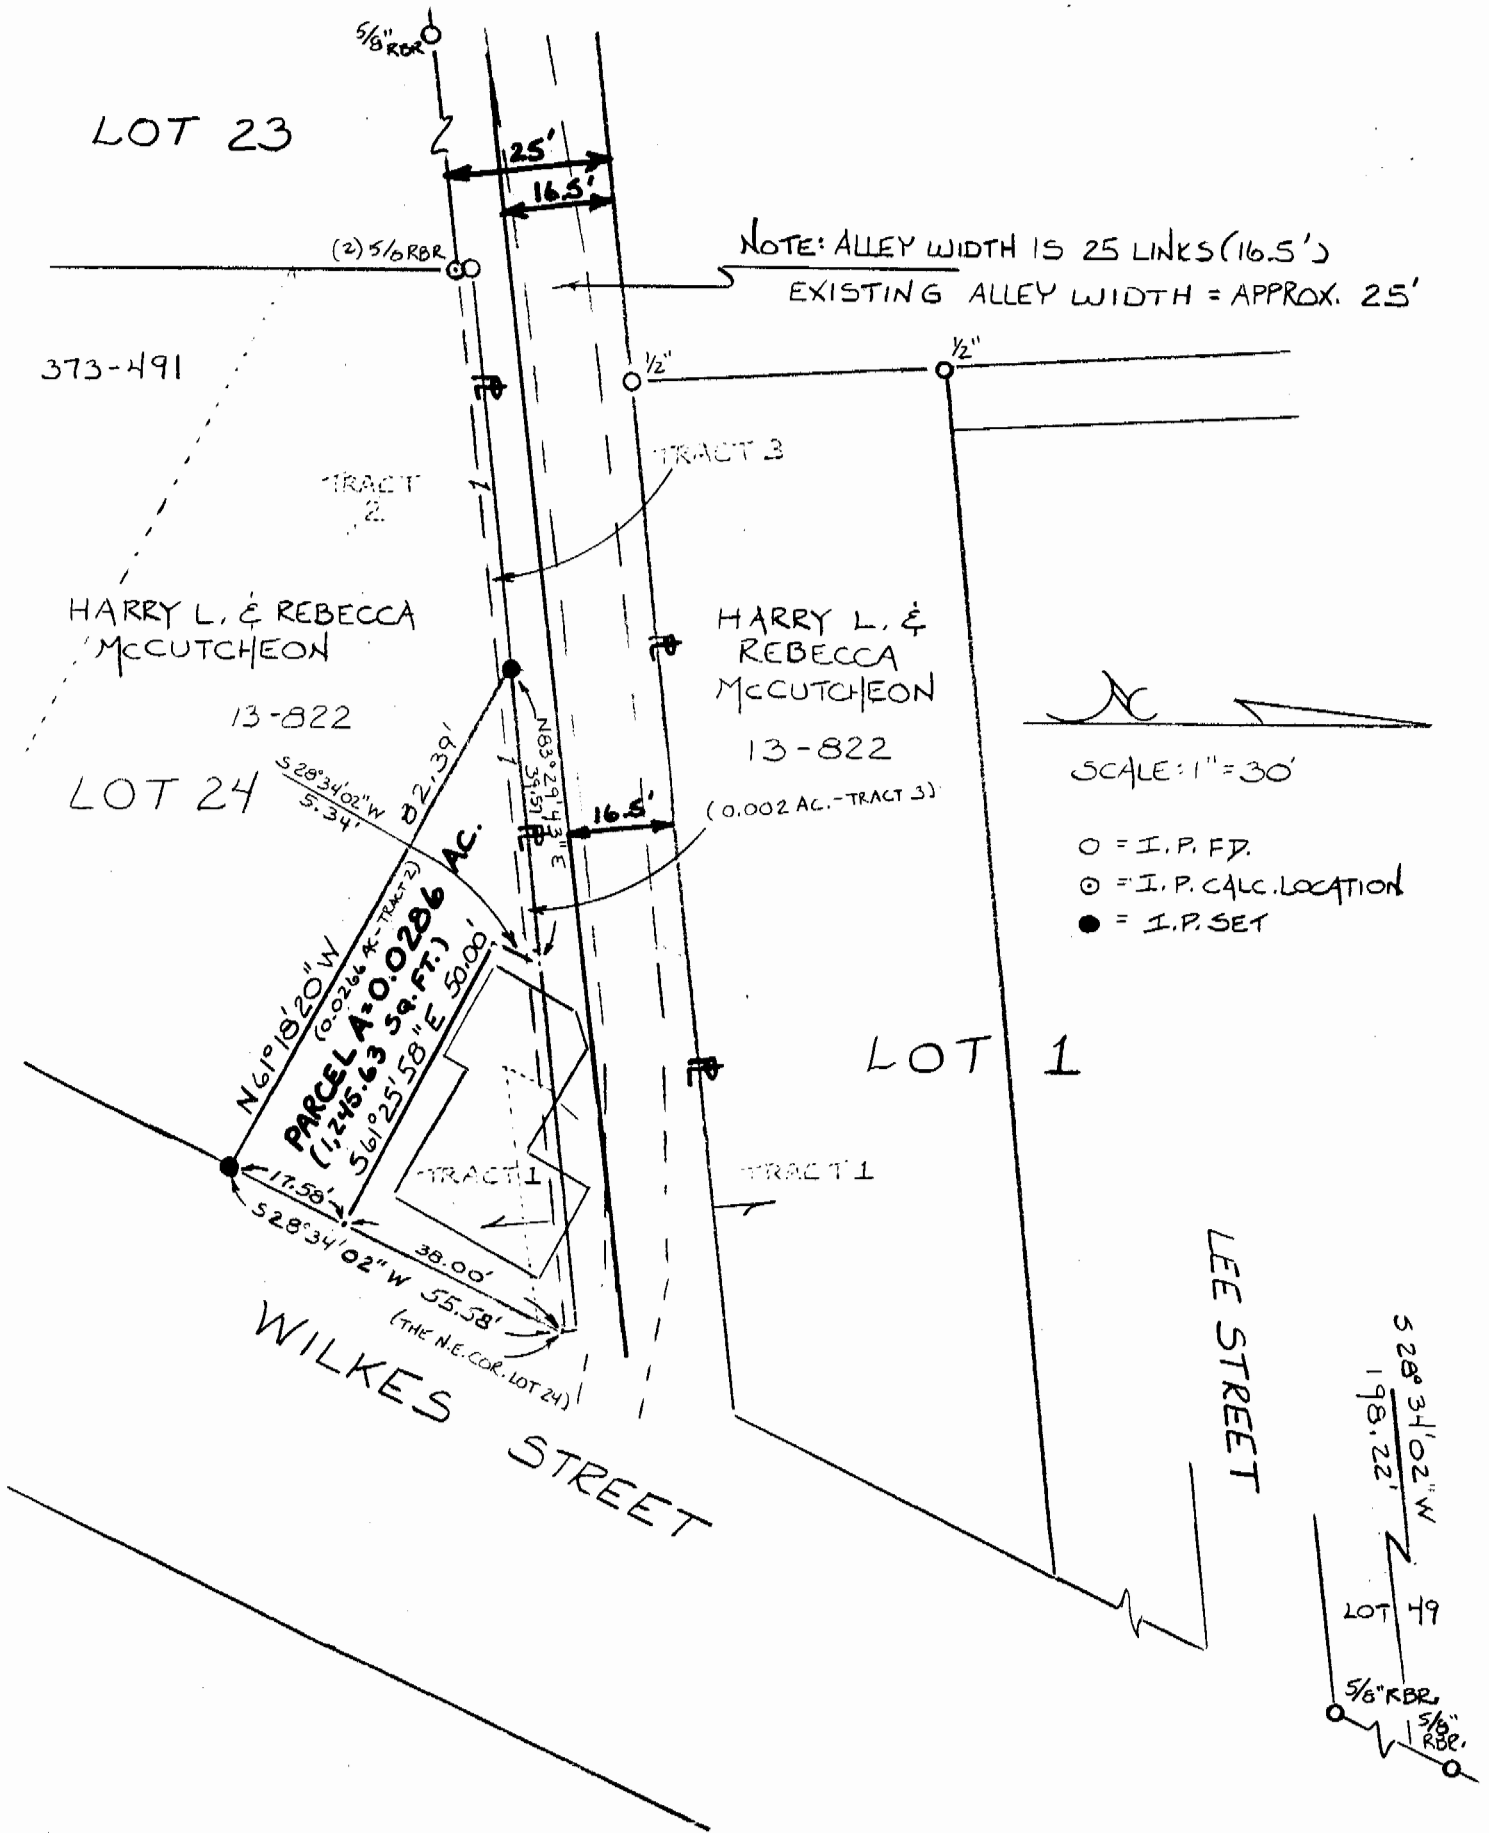 5/8" RBR
LOT 23
25'
16.5'
(2) 5/8 RBR
NOTE: ALLEY WIDTH IS 25 LINKS (16.5')
EXISTING ALLEY WIDTH = APPROX. 25'
373-491
1/2"
1/2"
TRACT 3
TRACT
2
HARRY L. & REBECCA
McCUTCHEON
13-822
LOT 24
HARRY L. &
REBECCA
McCUTCHEON
13-822
(0.002 AC.-TRACT 3)
N
SCALE: 1" = 30'
O = I.P. FD.
⊙ = I.P. CALC. LOCATION
● = I.P. SET
S 28°34'02" W
5.34'
N83°29'43" E
39.51
16.5'
N 61°18'20" W 82.39'
(0.0266 AC-TRACT 2)
PARCEL A=0.0286 AC.
(1,245.63 SQ. FT.)
S 61°25'58" E 50.00'
LOT 1
TRACT 1
TRACT 1
17.58'
38.00'
S28°34'02" W 55.58'
(THE N.E. COR. LOT 24)
WILKES STREET
LEE STREET
S 28°34'02" W
198.22'
LOT 49
5/8" RBR.
5/8"
RBR.